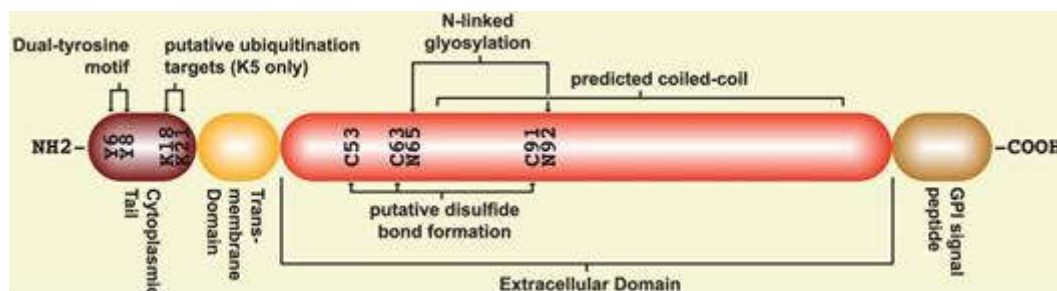 N-linked
glyosylation
Dual-tyrosine
motif
putative ubiquitination
targets (K5 only)
predicted coiled-coil
NH2-
Y6
Y8
K18
K21
C53
C63
N65
C91
N92
-COOH
putative disulfide
bond formation
Cytoplasmic
Tail
Trans-
membrane
Domain
GPI signal
peptide
Extracellular Domain